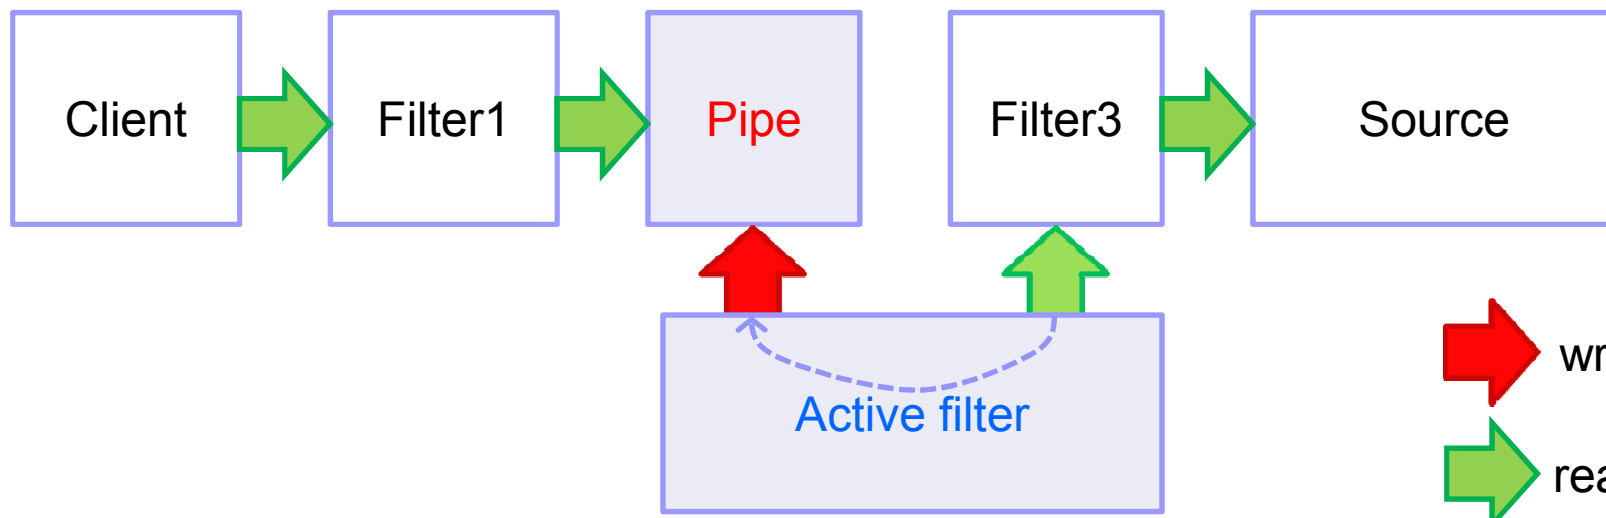 Client
Filter1
Pipe
Filter3
Source
Active filter